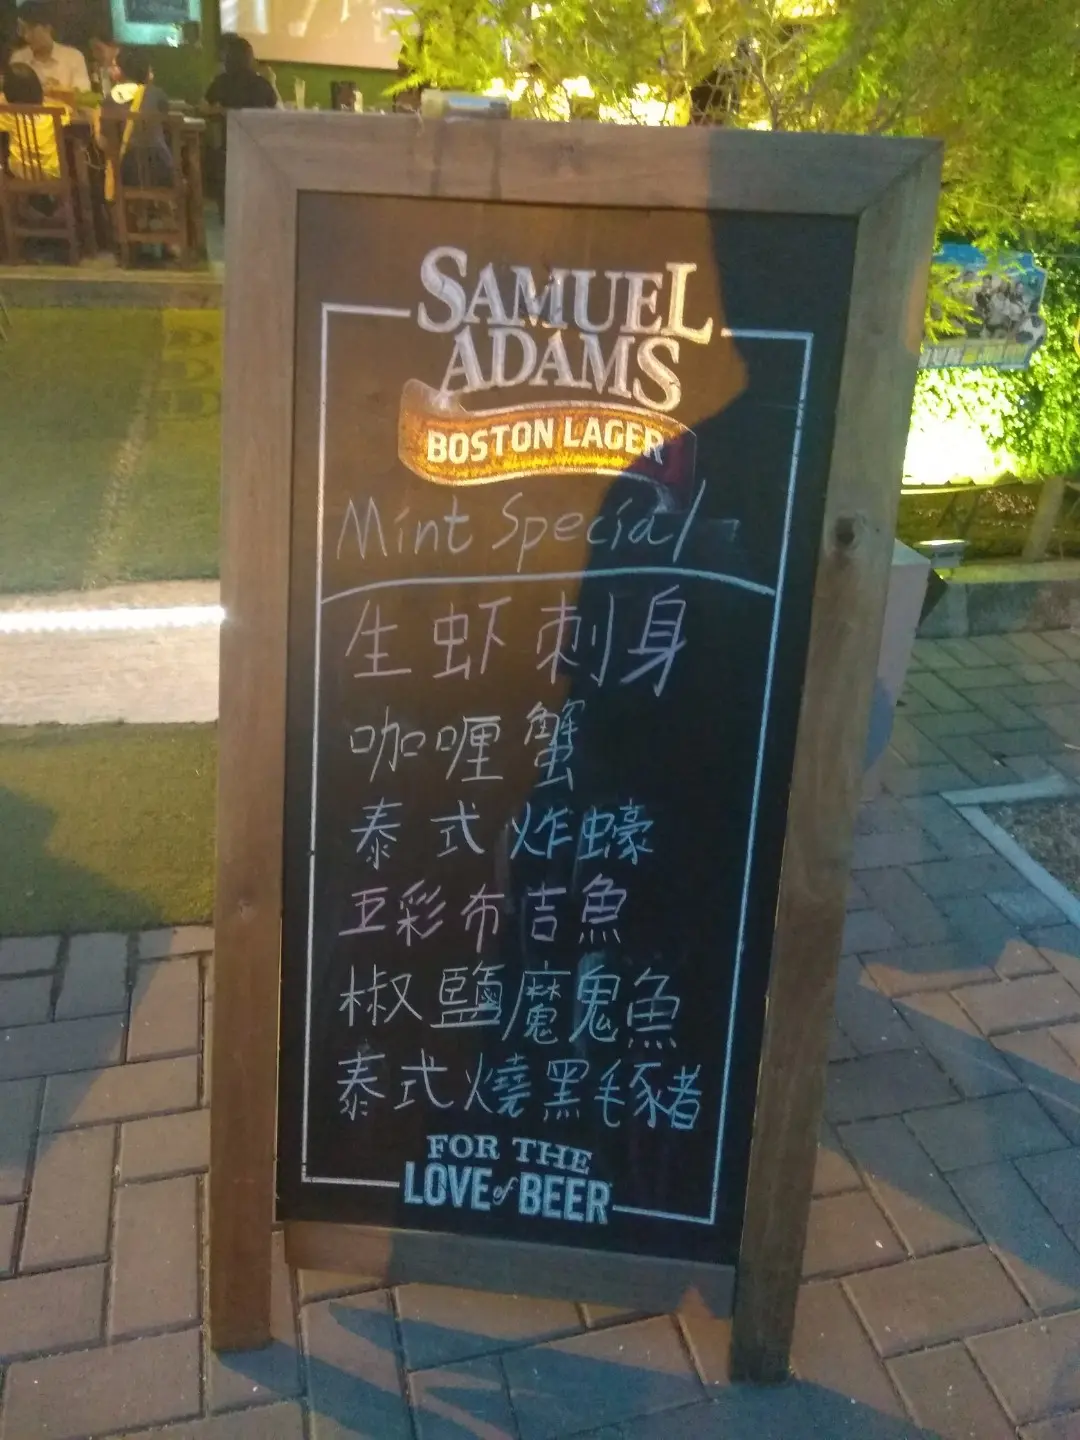 SAMUEL
ADAMS
BOSTON LAGER
Mint Special
生虾刺身
咖喱蟹
泰式炸蠔
五彩布吉魚
椒鹽魔鬼魚
泰式燒黑毛豬
FOR THE
LOVE of BEER